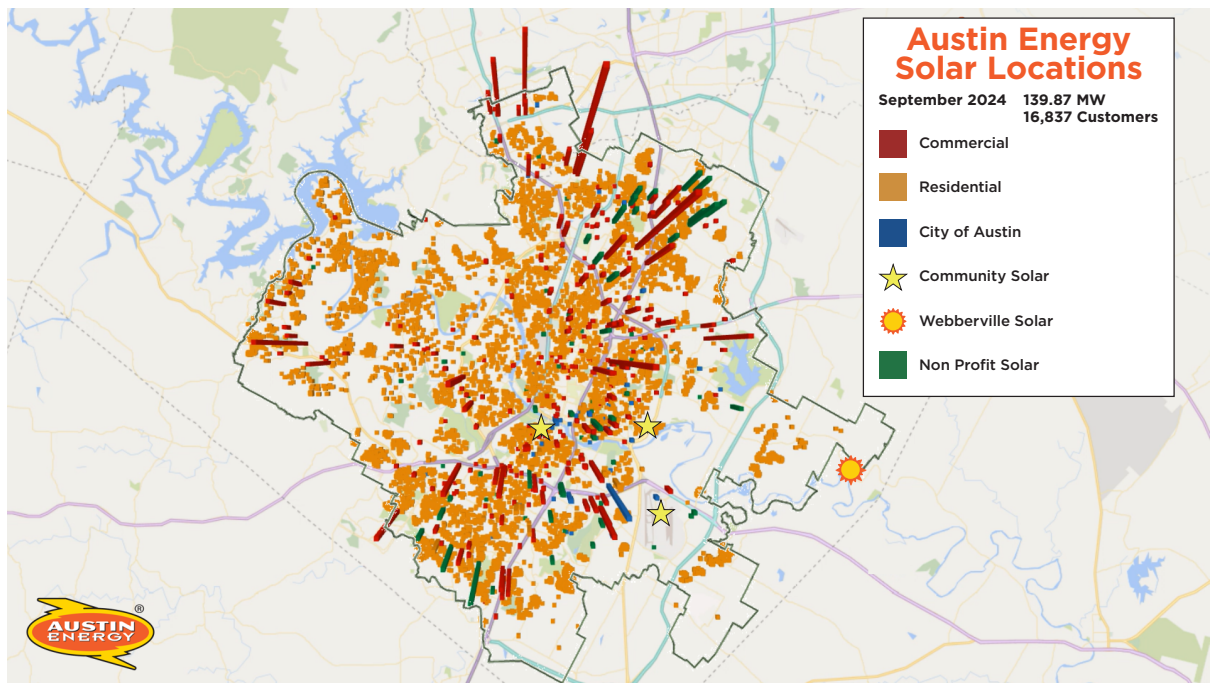 Austin Energy
Solar Locations
September 2024 139.87 MW
16,837 Customers
Commercial
Residential
City of Austin
Community Solar
Webberville Solar
Non Profit Solar
AUSTIN
ENERGY
®